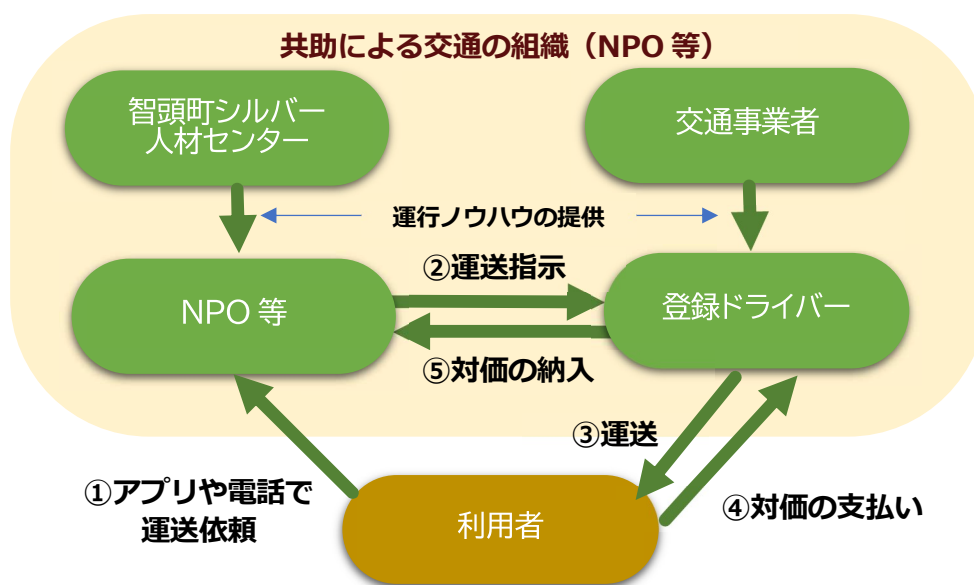 共助による交通の組織（NPO 等）
智頭町シルバー
人材センター
交通事業者
運行ノウハウの提供
②運送指示
NPO 等
登録ドライバー
⑤対価の納入
③運送
①アプリや電話で
運送依頼
利用者
④対価の支払い